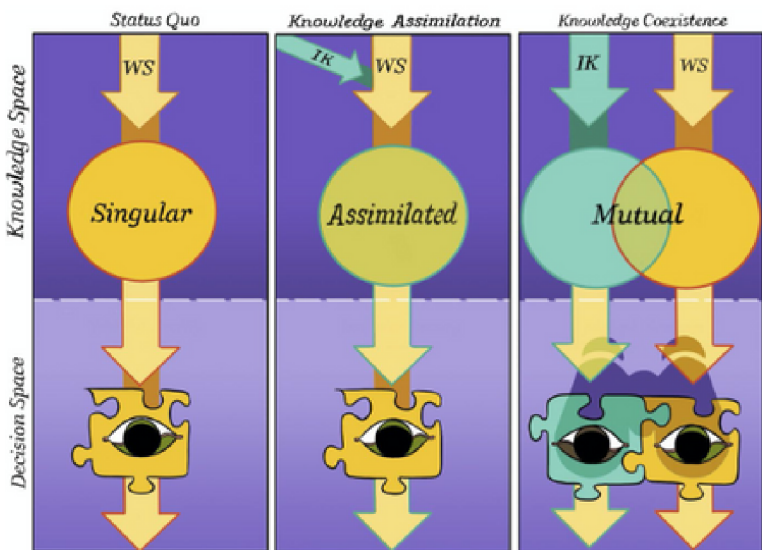 Status Quo
Knowledge Assimilation
Knowledge Coexistence
Knowledge Space
WS
IK
WS
IK
WS
Singular
Assimilated
Mutual
Decision Space